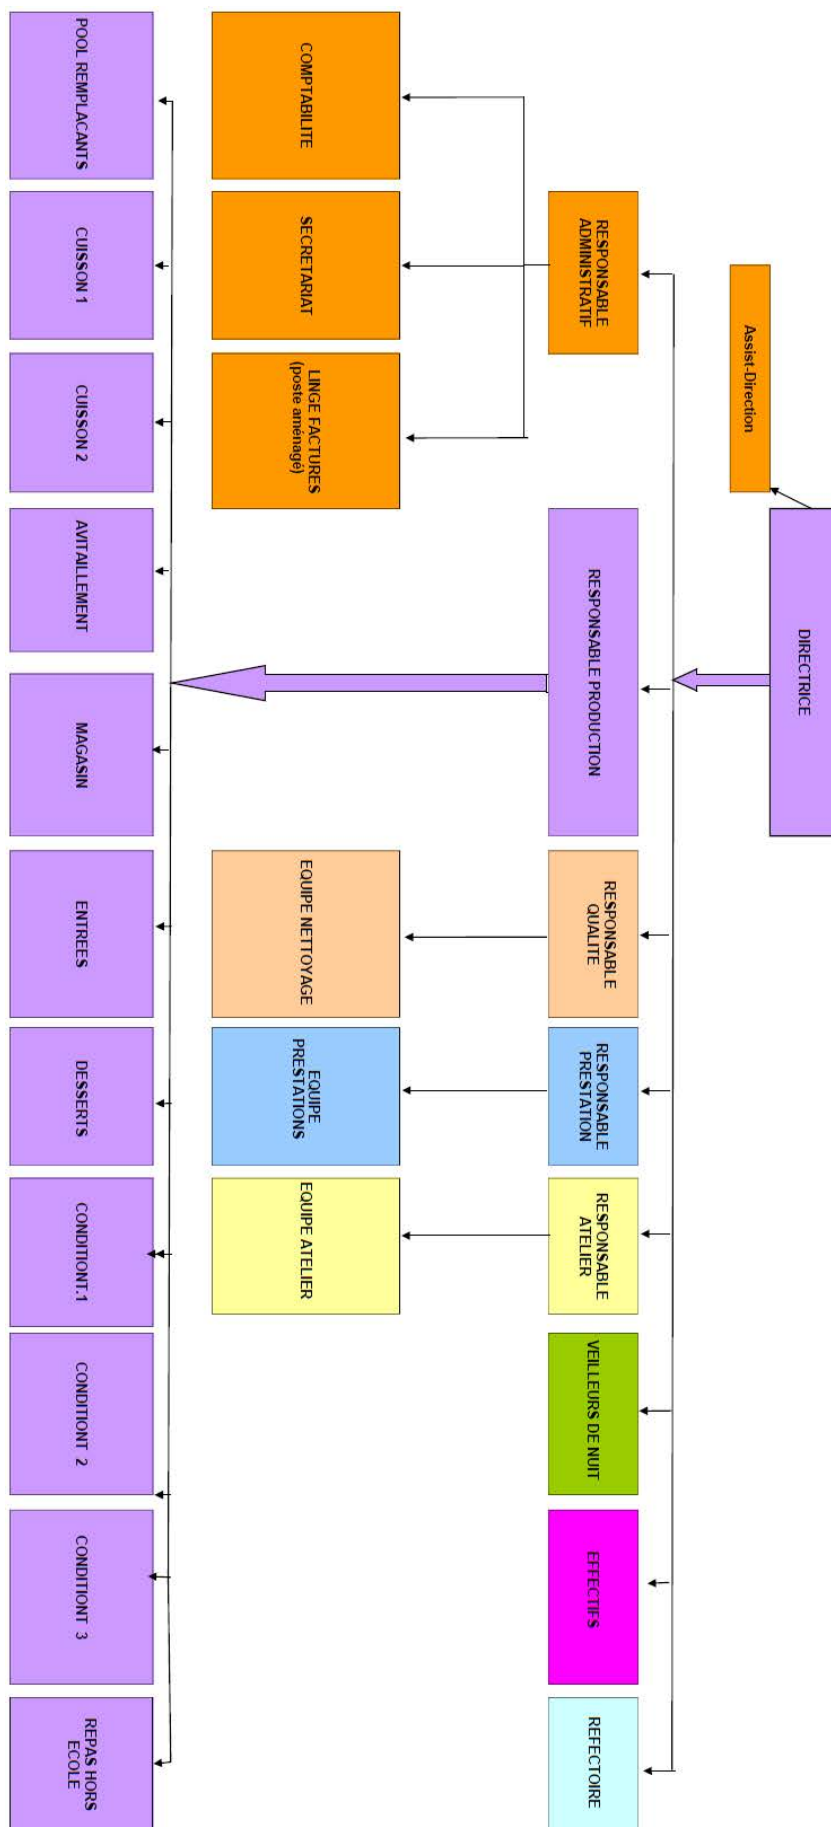 DIRECTRICE
Assist-Direction
RESPONSABLE
ADMINISTRATIF
RESPONSABLE PRODUCTION
RESPONSABLE
QUALITE
RESPONSABLE
PRESTATION
RESPONSABLE
ATELIER
VEILLEURS DE NUIT
EFFECTIFS
REFECTOIRE
COMPTABILITE
SECRETARIAT
LINGE FACTURES
(poste aménagé)
EQUIPE NETTOYAGE
EQUIPE
PRESTATIONS
EQUIPE ATELIER
POOL REMPLACANTS
CUISSON 1
CUISSON 2
AVITAILLEMENT
MAGASIN
ENTREES
DESSERTS
CONDITIONT.1
CONDITIONT 2
CONDITIONT 3
REPAS HORS
ECOLE